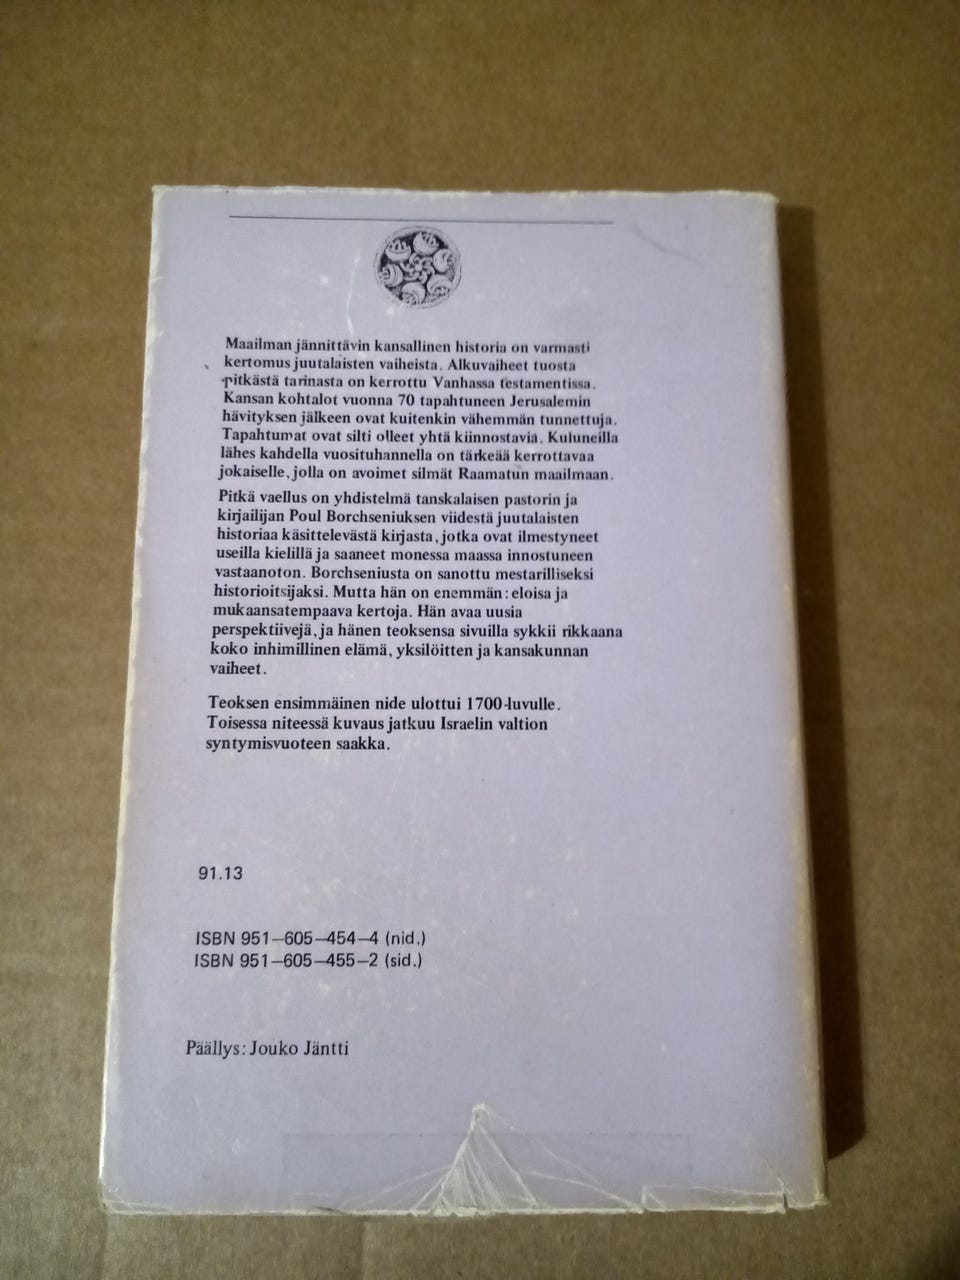 Maailman jännittävin kansallinen historia on varmasti
kertomus juutalaisten vaiheista. Alkuvaiheet tuosta
pitkästä tarinasta on kerrottu Vanhassa testamentissa.
Kansan kohtalot vuonna 70 tapahtuneen Jerusalemin
hävityksen jälkeen ovat kuitenkin vähemmän tunnettuja.
Tapahtumat ovat silti olleet yhtä kiinnostavia. Kuluneilla
lähes kahdella vuosituhannella on tärkeää kerrottavaa
jokaiselle, jolla on avoimet silmät Raamatun maailmaan.
Pitkä vaellus on yhdistelmä tanskalaisen pastorin ja
kirjailijan Poul Borchseniuksen viidestä juutalaisten
historiaa käsittelevästä kirjasta, jotka ovat ilmestyneet
useilla kielillä ja saaneet monessa maassa innostuneen
vastaanoton. Borchseniusta on sanottu mestarilliseksi
historioitsijaksi. Mutta hän on enemmän: eloisa ja
mukaansatempaava kertoja. Hän avaa uusia
perspektiivejä, ja hänen teoksensa sivuilla sykkii rikkaana
koko inhimillinen elämä, yksilöitten ja kansakunnan
vaiheet.
Teoksen ensimmäinen nide ulottui 1700-luvulle.
Toisessa niteessä kuvaus jatkuu Israelin valtion
syntymisvuoteen saakka.
91.13
ISBN 951-605-454-4 (nid.)
ISBN 951-605-455-2 (sid.)
Päällys: Jouko Jäntti